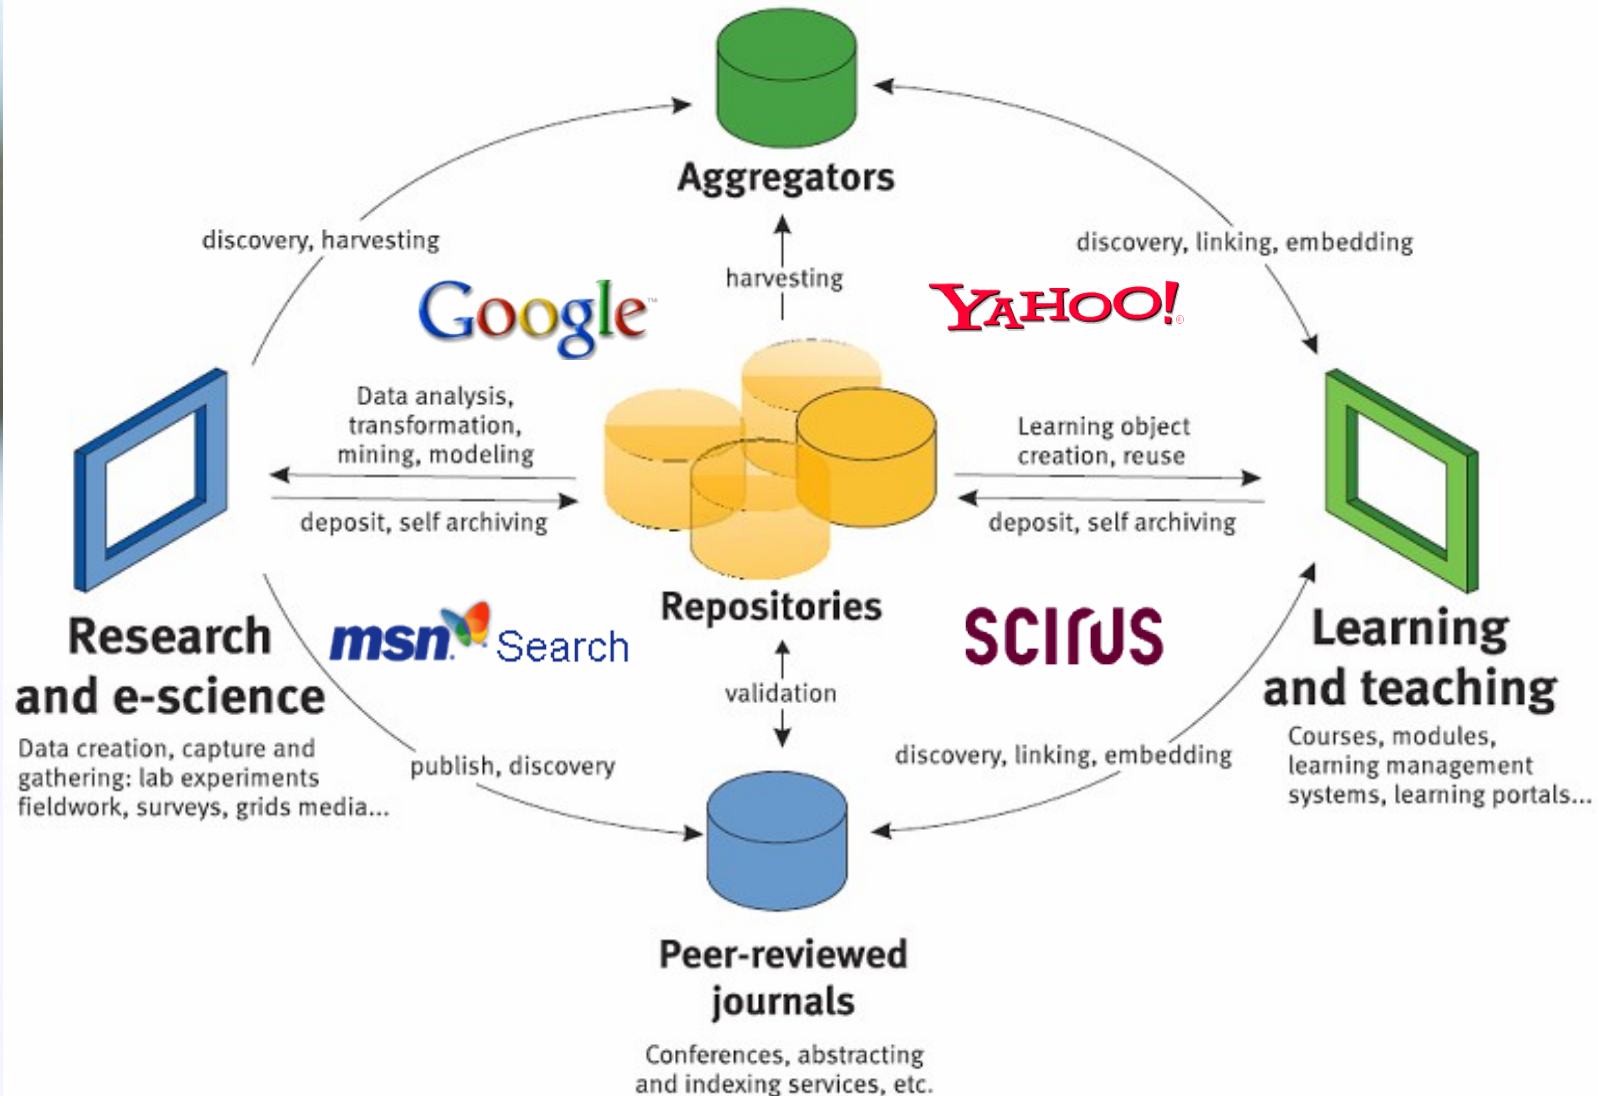 Aggregators
discovery, harvesting
harvesting
discovery, linking, embedding
Google™
YAHOO!®
Data analysis,
transformation,
mining, modeling
deposit, self archiving
Learning object
creation, reuse
deposit, self archiving
Repositories
Research
and e-science
Data creation, capture and
gathering: lab experiments
fieldwork, surveys, grids media...
msn Search
SCIRUS
Learning
and teaching
Courses, modules,
learning management
systems, learning portals...
validation
publish, discovery
discovery, linking, embedding
Peer-reviewed
journals
Conferences, abstracting
and indexing services, etc.